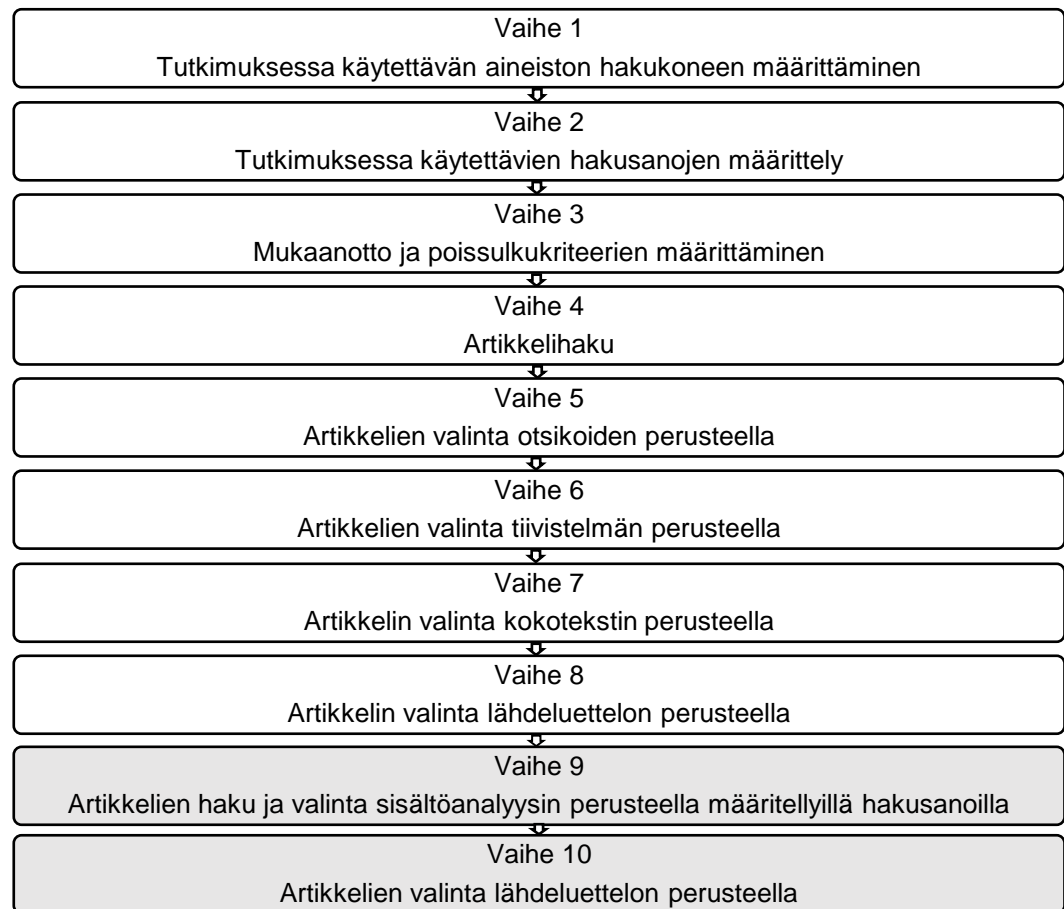 Vaihe 1
Tutkimuksessa käytettävän aineiston hakukoneen määrittäminen
Vaihe 2
Tutkimuksessa käytettävien hakusanojen määrittely
Vaihe 3
Mukaanotto ja poissulkukriteerien määrittäminen
Vaihe 4
Artikkelihaku
Vaihe 5
Artikkelien valinta otsikoiden perusteella
Vaihe 6
Artikkelien valinta tiivistelmän perusteella
Vaihe 7
Artikkelin valinta kokotekstin perusteella
Vaihe 8
Artikkelin valinta lähdeluettelon perusteella
Vaihe 9
Artikkelien haku ja valinta sisältöanalyysin perusteella määritellyillä hakusanoilla
Vaihe 10
Artikkelien valinta lähdeluettelon perusteella